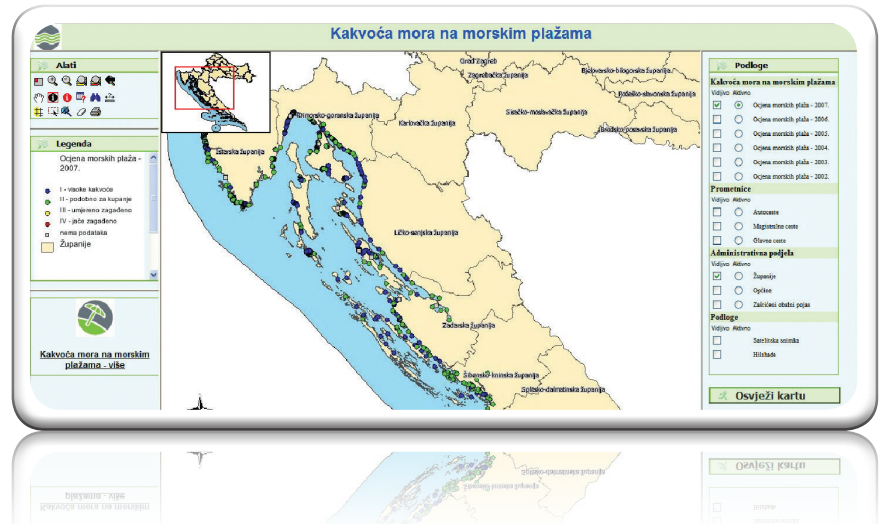 Kakvoća mora na morskim plažama
Alati
Legenda
Ocjena morskih plaža -
2007.
I - visoke kakvoće
II - podobno za kupanje
III - umjereno zagađeno
IV - jače zagađeno
nema podataka
Županije
Kakvoća mora na morskim
plažama - više
Grad Zagreb
Zagrebačka županija
Bjelovarsko-bilogorska županija
Požeško-slavonska županija
Sisačko-moslavačka županija
Karlovačka županija
Primorsko-goranska županija
Istarska županija
Ličko-senjska županija
Zadarska županija
Šibensko-kninska županija
Splitsko-dalmatinska županija
Podloge
Kakvoća mora na morskim plažama
Vidljivo Aktivno
Ocjena morskih plaža - 2007.
Ocjena morskih plaža - 2006.
Ocjena morskih plaža - 2005.
Ocjena morskih plaža - 2004.
Ocjena morskih plaža - 2003.
Ocjena morskih plaža - 2002.
Prometnice
Vidljivo Aktivno
Autoceste
Magistralne ceste
Glavne ceste
Administrativna podjela
Vidljivo Aktivno
Županije
Općine
Zaštićeni obalni pojas
Podloge
Vidljivo Aktivno
Satelitska snimka
Hillshade
Osvježi kartu